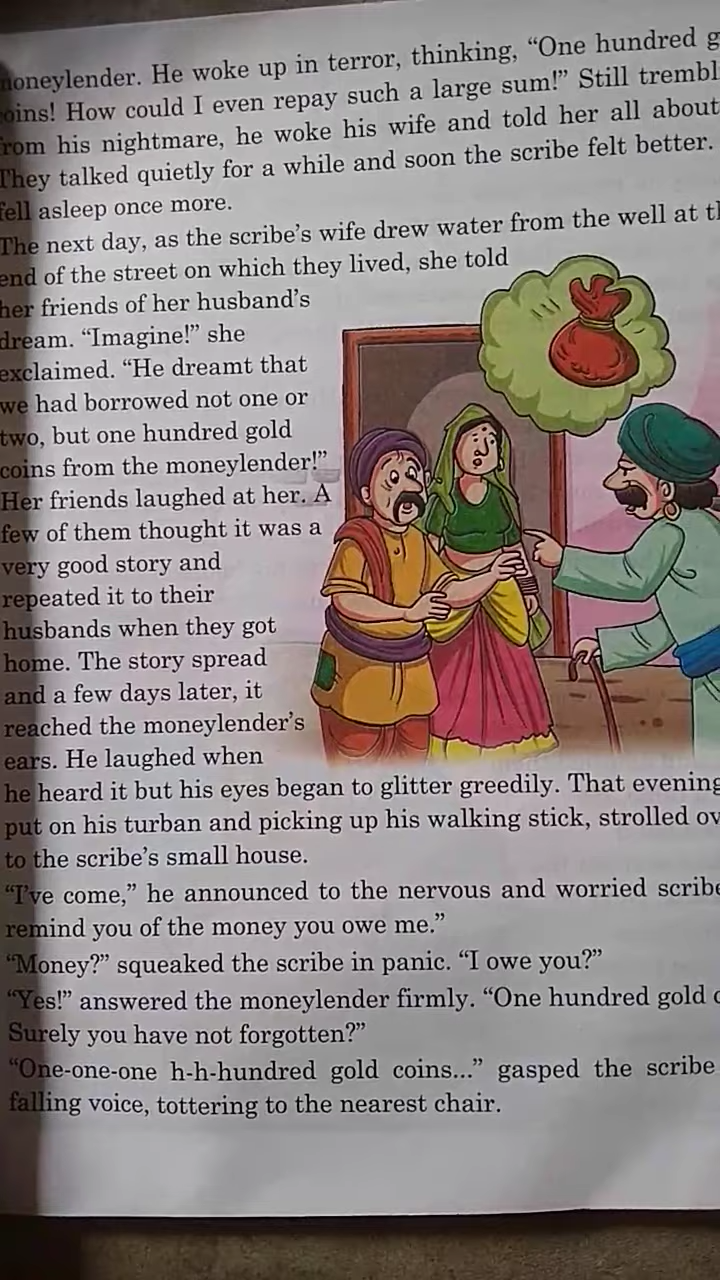 moneylender. He woke up in terror, thinking, “One hundred g
oins! How could I even repay such a large sum!” Still trembl
rom his nightmare, he woke his wife and told her all about
They talked quietly for a while and soon the scribe felt better.
fell asleep once more.
The next day, as the scribe’s wife drew water from the well at th
end of the street on which they lived, she told
her friends of her husband’s
dream. “Imagine!” she
exclaimed. “He dreamt that
we had borrowed not one or
two, but one hundred gold
coins from the moneylender!”
Her friends laughed at her. A
few of them thought it was a
very good story and
repeated it to their
husbands when they got
home. The story spread
and a few days later, it
reached the moneylender’s
ears. He laughed when
he heard it but his eyes began to glitter greedily. That evening
put on his turban and picking up his walking stick, strolled ov
to the scribe’s small house.
“I’ve come,” he announced to the nervous and worried scribe
remind you of the money you owe me.”
“Money?” squeaked the scribe in panic. “I owe you?”
“Yes!” answered the moneylender firmly. “One hundred gold c
Surely you have not forgotten?”
“One-one-one h-h-hundred gold coins...” gasped the scribe
falling voice, tottering to the nearest chair.